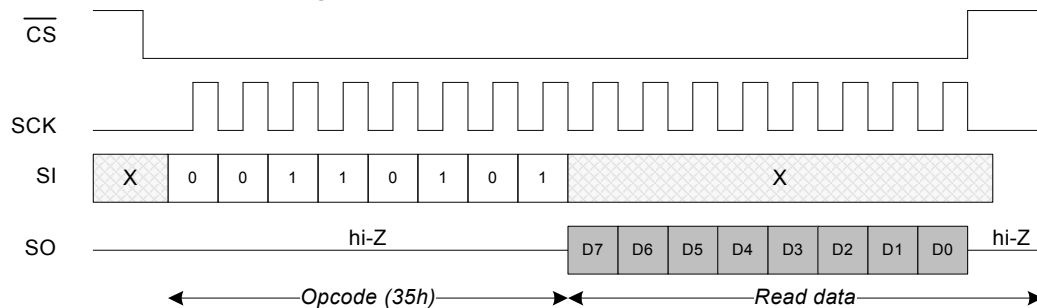 CS
SCK
SI X 0 0 1 1 0 1 0 1 X
SO hi-Z D7 D6 D5 D4 D3 D2 D1 D0 hi-Z
Opcode (35h) Read data